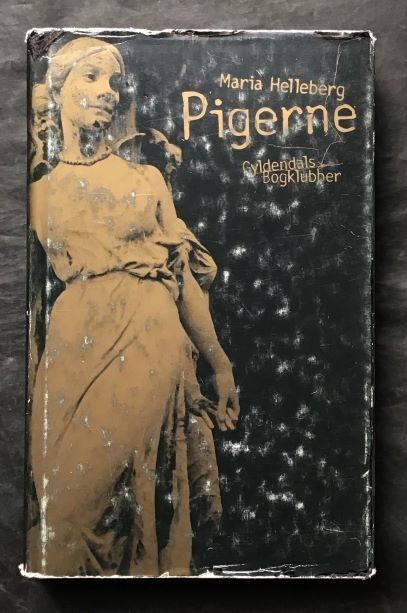 Maria Helleberg
Pigerne
Gyldendals
Bogklubber